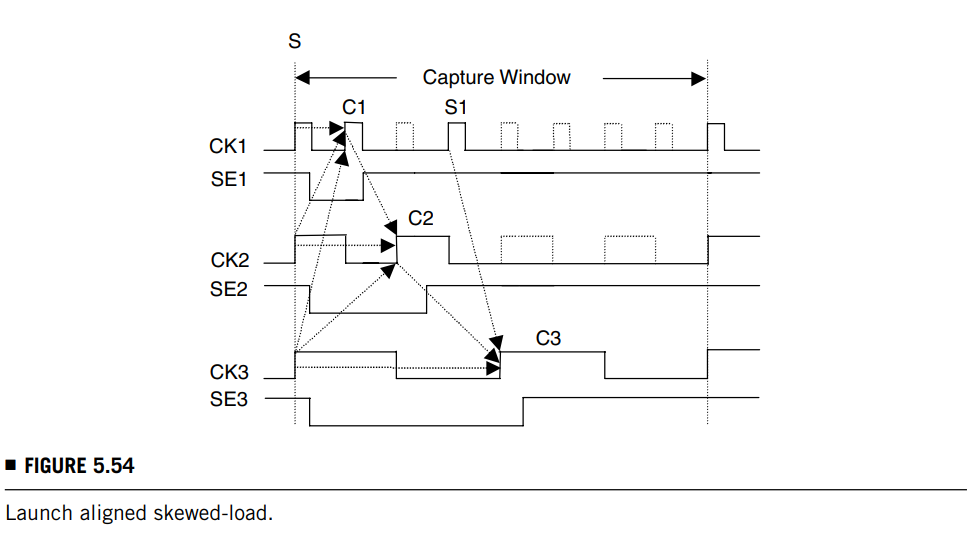 S
Capture Window
C1
S1
CK1
SE1
C2
CK2
SE2
C3
CK3
SE3
■ FIGURE 5.54
Launch aligned skewed-load.